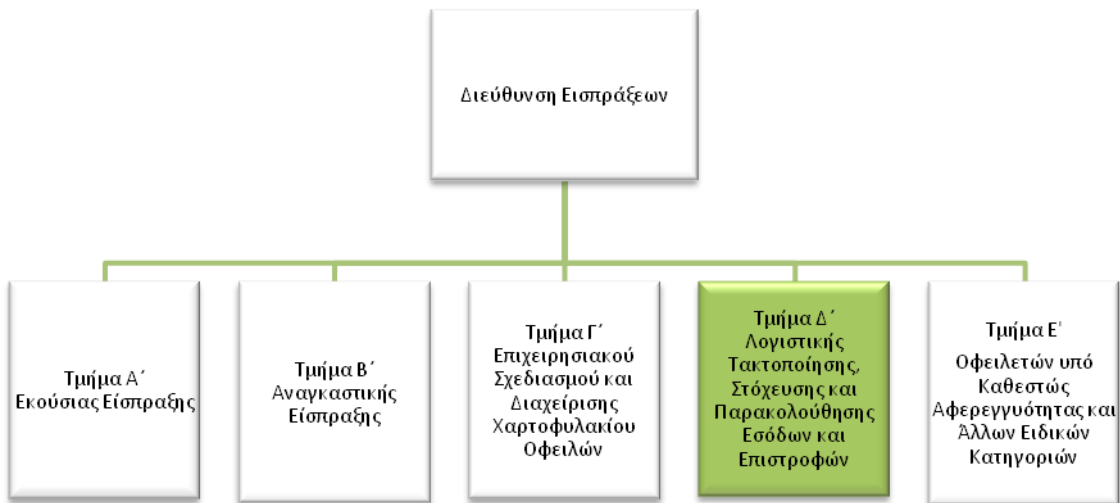 Διεύθυνση Εισπράξεων
Τμήμα Α΄
Εκούσιας Είσπραξης
Τμήμα Β΄
Αναγκαστικής
Είσπραξης
Τμήμα Γ΄
Επιχειρησιακού
Σχεδιασμού και
Διαχείρισης
Χαρτοφυλακίου
Οφειλών
Τμήμα Δ΄
Λογιστικής
Τακτοποίησης,
Στόχευσης και
Παρακολούθησης
Εσόδων και
Επιστροφών
Τμήμα Ε'
Οφειλετών υπό
Καθεστώς
Αφερεγγυότητας και
Άλλων Ειδικών
Κατηγοριών